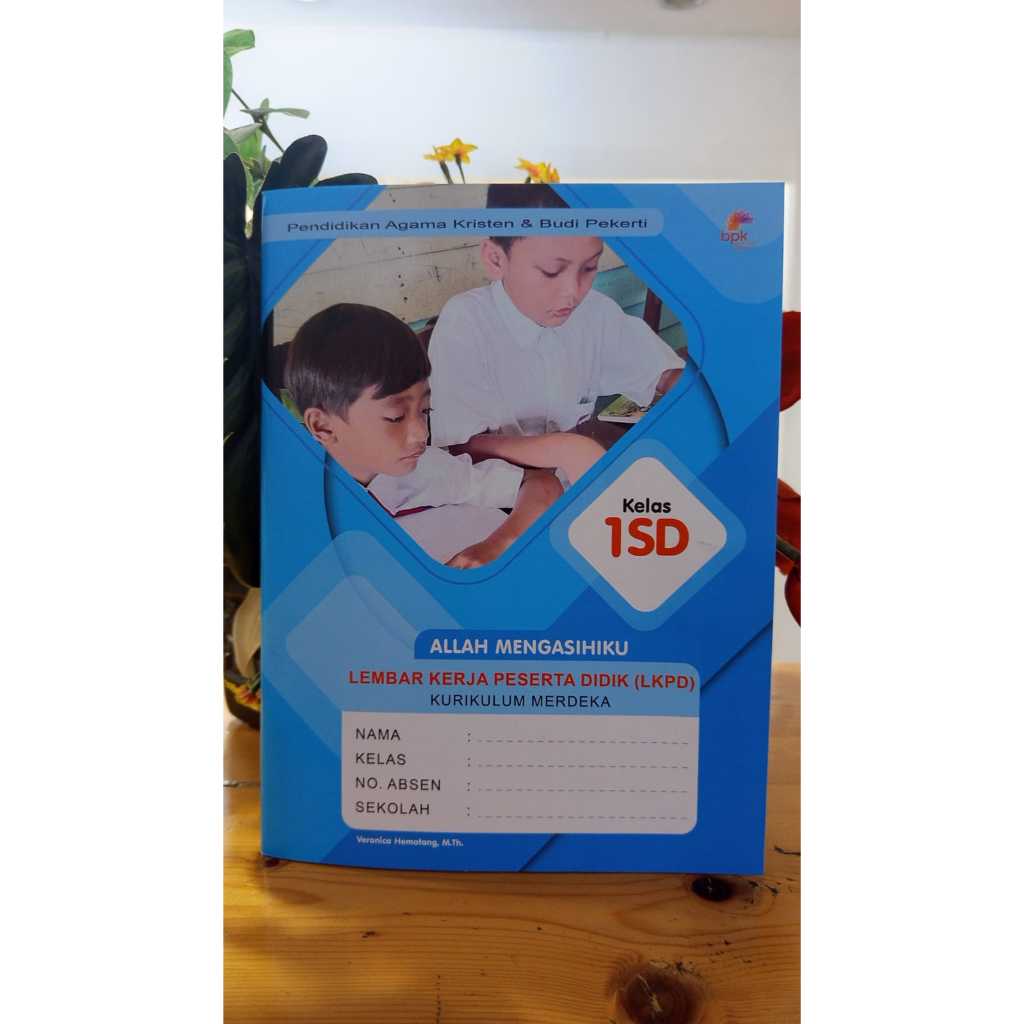 Pendidikan Agama Kristen & Budi Pekerti
bpk
Kelas
1SD
ALLAH MENGASIHIKU
LEMBAR KERJA PESERTA DIDIK (LKPD)
KURIKULUM MERDEKA
NAMA :
KELAS :
NO. ABSEN :
SEKOLAH :
Veronica Hematang, M.Th.